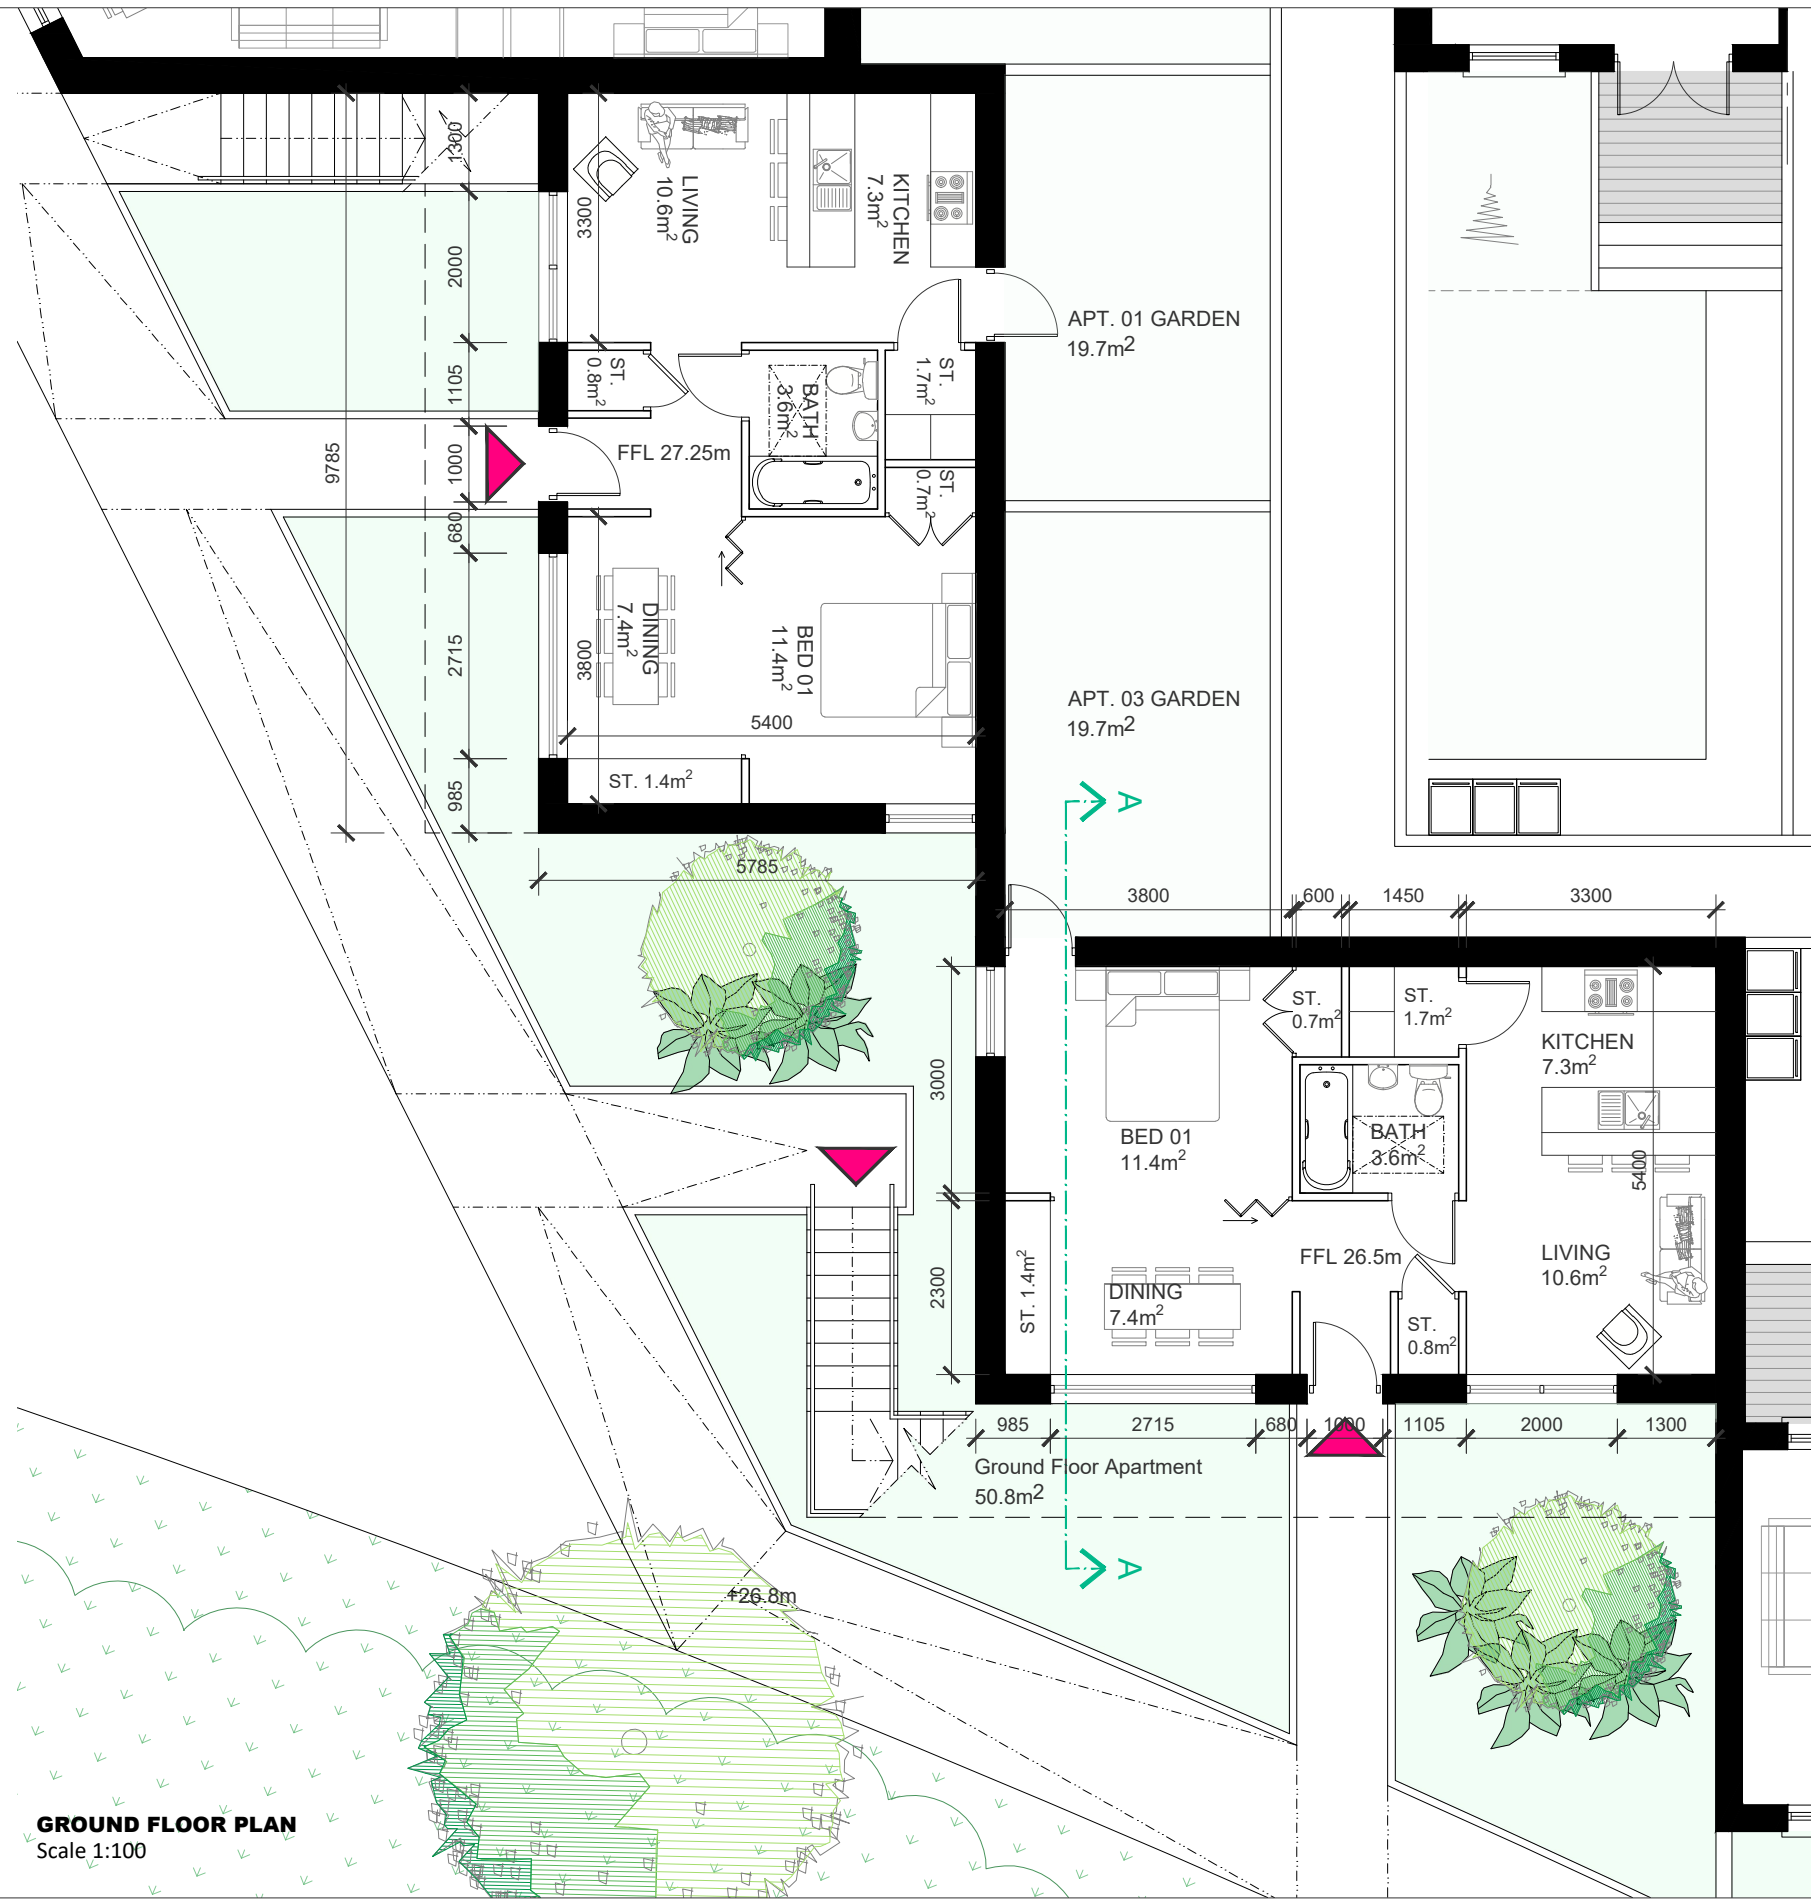 1300
2000
1105
1000
680
2715
985
9785
3300
LIVING
10.6m²
KITCHEN
7.3m²
ST.
0.8m²
BATH
3.6m²
ST.
1.7m²
FFL 27.25m
ST.
0.7m²
DINING
7.4m²
3800
BED 01
11.4m²
5400
ST. 1.4m²
5785
APT. 01 GARDEN
19.7m²
APT. 03 GARDEN
19.7m²
A
3800
600
1450
3300
3000
2300
ST.
0.7m²
ST.
1.7m²
KITCHEN
7.3m²
BED 01
11.4m²
BATH
3.6m²
5400
FFL 26.5m
LIVING
10.6m²
ST. 1.4m²
DINING
7.4m²
ST.
0.8m²
985
2715
680
1000
1105
2000
1300
Ground Floor Apartment
50.8m²
A
+26.8m
GROUND FLOOR PLAN
Scale 1:100